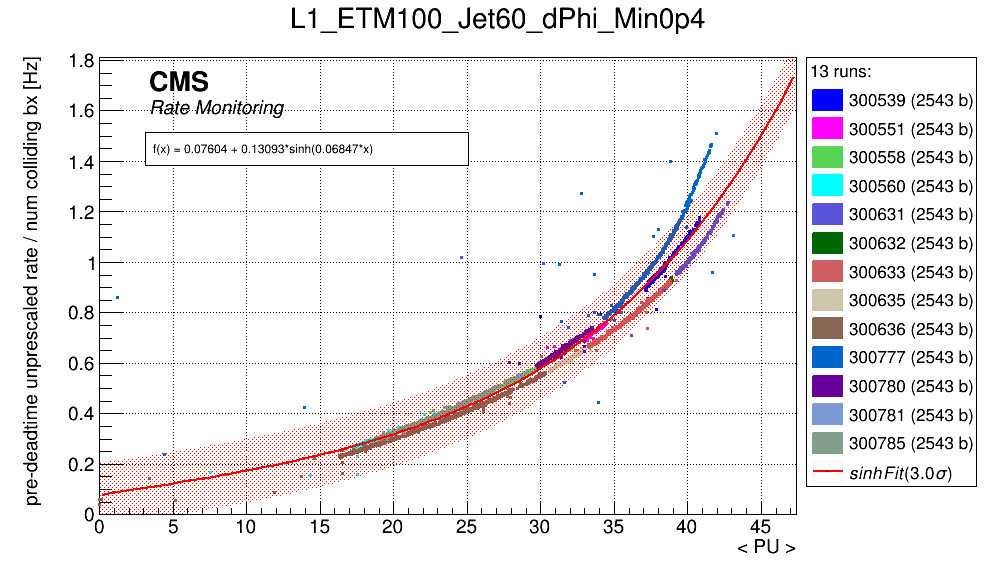 L1_ETM100_Jet60_dPhi_Min0p4
pre-deadtime unprescaled rate / num colliding bx [Hz]
1.8
1.6
1.4
1.2
1
0.8
0.6
0.4
0.2
0
CMS
Rate Monitoring
f(x) = 0.07604 + 0.13093*sinh(0.06847*x)
0 5 10 15 20 25 30 35 40 45
< PU >
13 runs:
300539 (2543 b)
300551 (2543 b)
300558 (2543 b)
300560 (2543 b)
300631 (2543 b)
300632 (2543 b)
300633 (2543 b)
300635 (2543 b)
300636 (2543 b)
300777 (2543 b)
300780 (2543 b)
300781 (2543 b)
300785 (2543 b)
sinhFit(3.0σ)